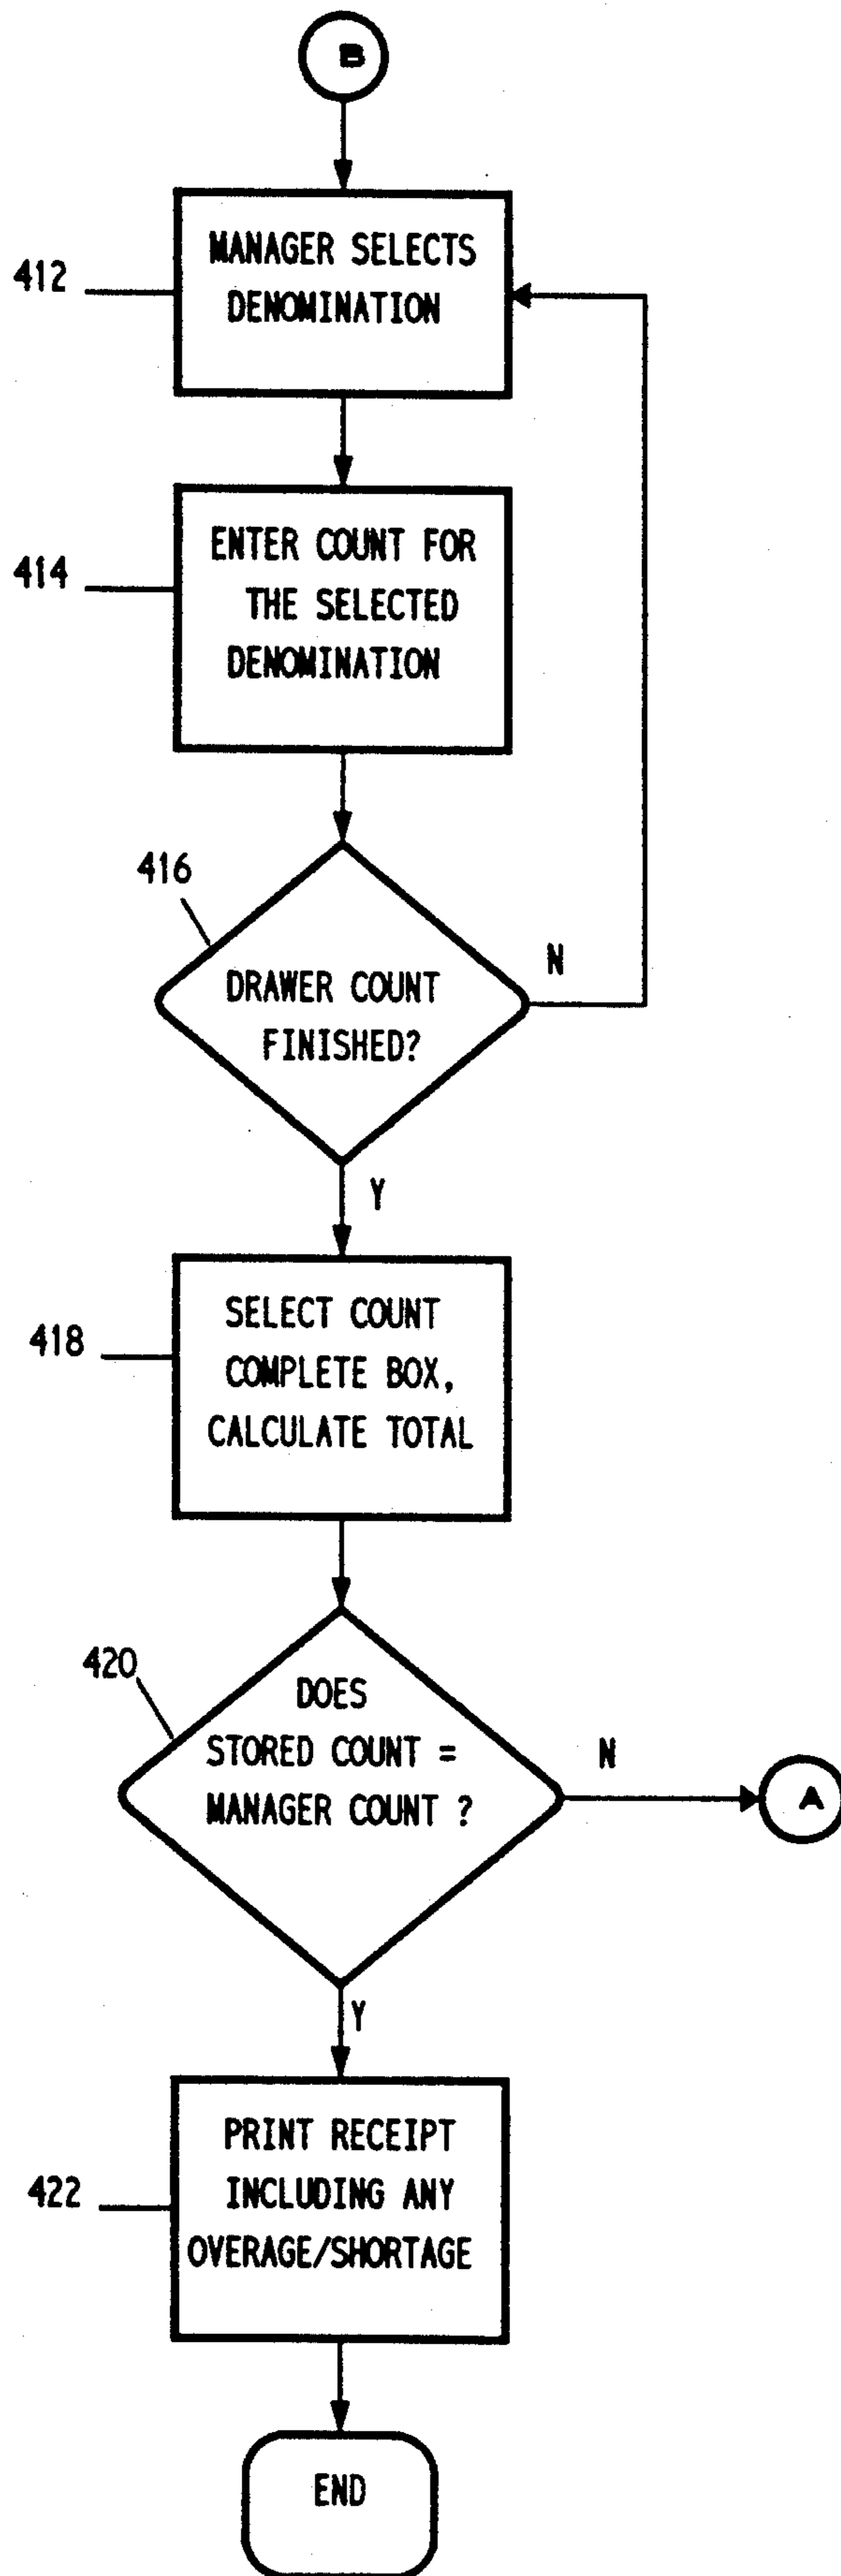 B
412
MANAGER SELECTS
DENOMINATION
414
ENTER COUNT FOR
THE SELECTED
DENOMINATION
416
DRAWER COUNT
FINISHED?
N
Y
418
SELECT COUNT
COMPLETE BOX,
CALCULATE TOTAL
420
DOES
STORED COUNT =
MANAGER COUNT ?
N
A
Y
422
PRINT RECEIPT
INCLUDING ANY
OVERAGE/SHORTAGE
END